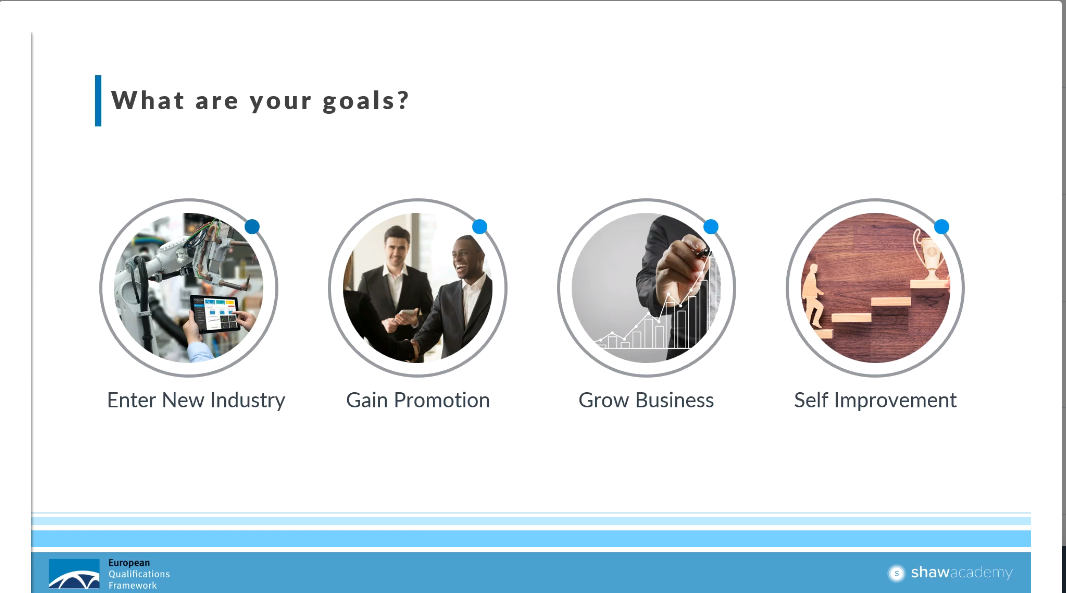 What are your goals?
Enter New Industry
Gain Promotion
Grow Business
Self Improvement
European
Qualifications
Framework
s shawacademy